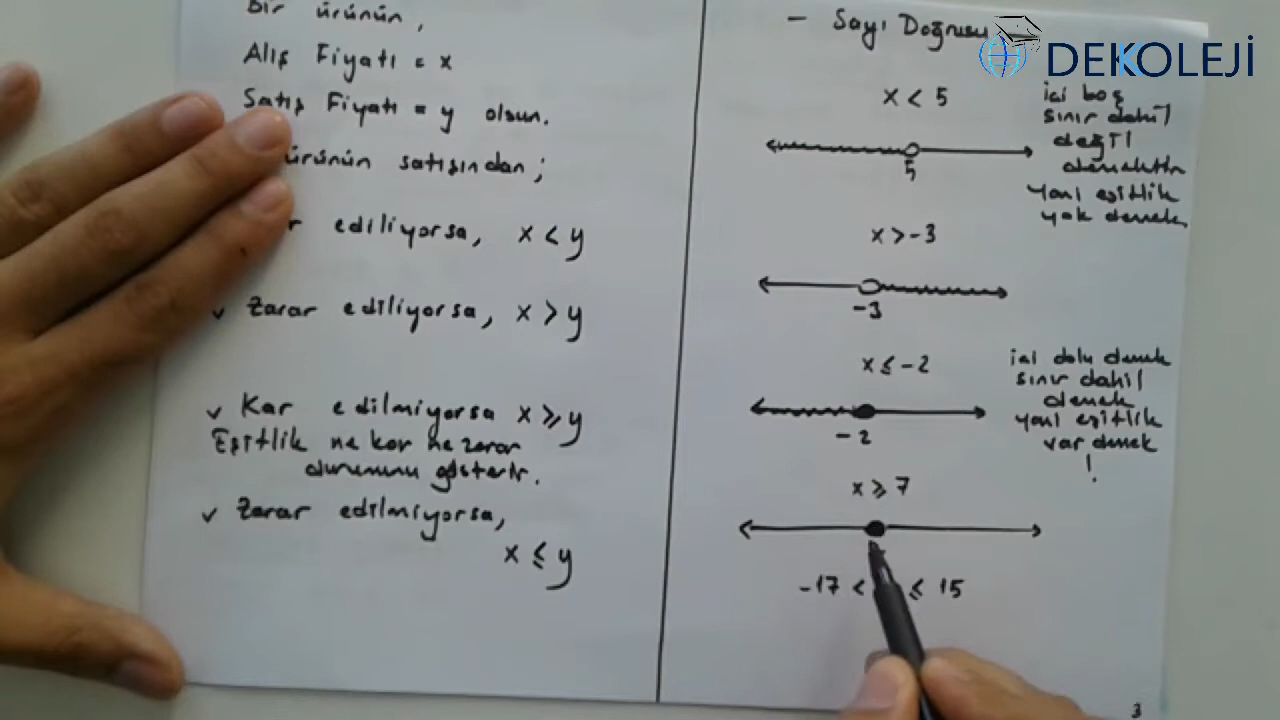 Bir ürünün,
Alış Fiyatı = x
Satış Fiyatı = y olsun.
ürünün satışından;
r ediliyorsa, x < y
✓ Zarar ediliyorsa, x > y
✓ Kar edilmiyorsa x ⩾ y
Eşitlik ne kar ne zarar
durumunu gösterir.
✓ Zarar edilmiyorsa,
x ⩽ y
- Sayı Doğrusu
DEKOLEJİ
x < 5
içi boş
sınır dahil
değil
demektir
yani eşitlik
yok demek
5
x > -3
-3
x ⩽ -2
içi dolu demek
sınır dahil
demek
yani eşitlik
var demek
!
-2
x ⩾ 7
-17 < ⩽ 15
3